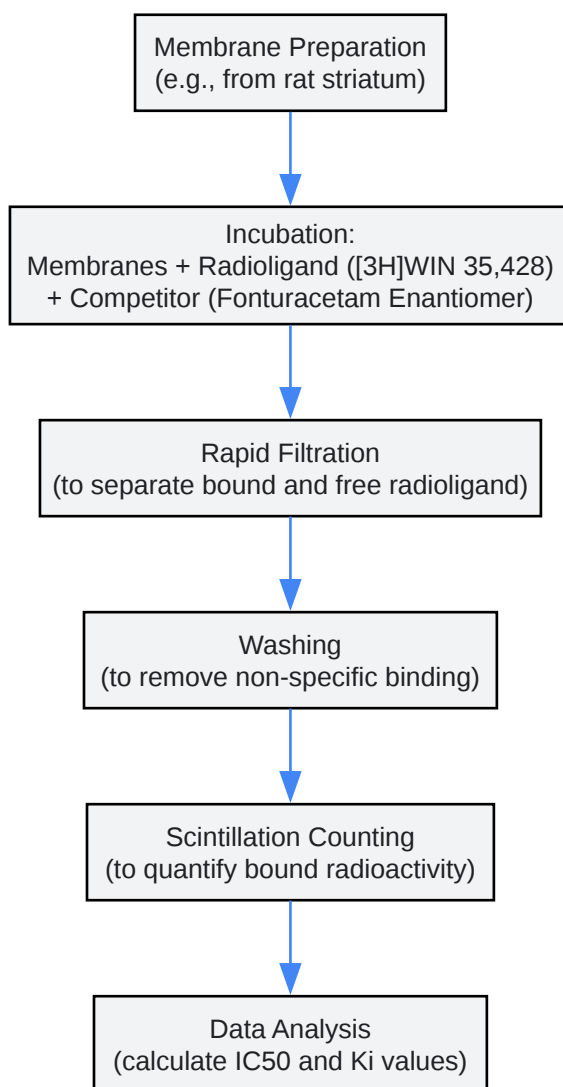 Membrane Preparation
(e.g., from rat striatum)
Incubation:
Membranes + Radioligand ([3H]WIN 35,428)
+ Competitor (Fonturacetam Enantiomer)
Rapid Filtration
(to separate bound and free radioligand)
Washing
(to remove non-specific binding)
Scintillation Counting
(to quantify bound radioactivity)
Data Analysis
(calculate IC50 and Ki values)